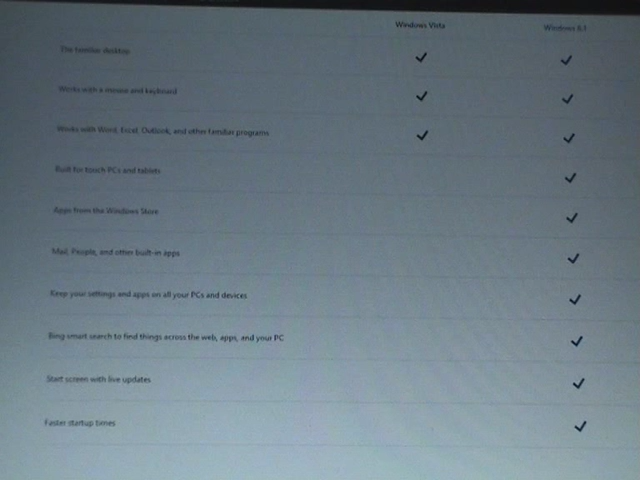 Windows Vista Windows 8.1
The familiar desktop
Works with a mouse and keyboard
Works with Word, Excel, Outlook, and other familiar programs
Built for touch PCs and tablets
Apps from the Windows Store
Mail, People, and other built-in apps
Keep your settings and apps on all your PCs and devices
Bing smart search to find things across the web, apps, and your PC
Start screen with live updates
Faster startup times